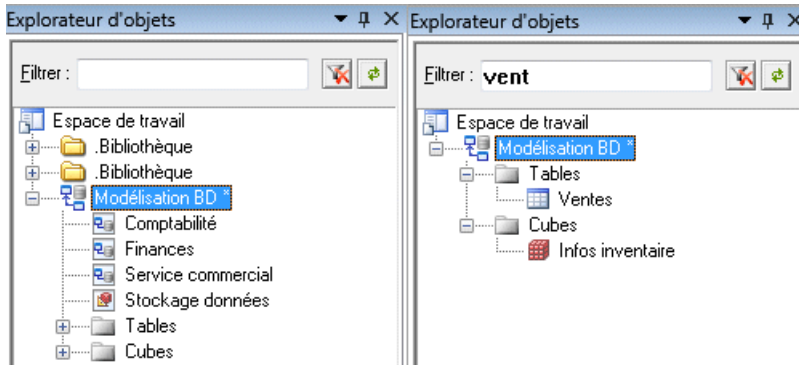 Explorateur d'objets
Filtrer :
Espace de travail
.Bibliothèque
.Bibliothèque
Modélisation BD *
Comptabilité
Finances
Service commercial
Stockage données
Tables
Cubes
Explorateur d'objets
Filtrer : vent
Espace de travail
Modélisation BD *
Tables
Ventes
Cubes
Infos inventaire